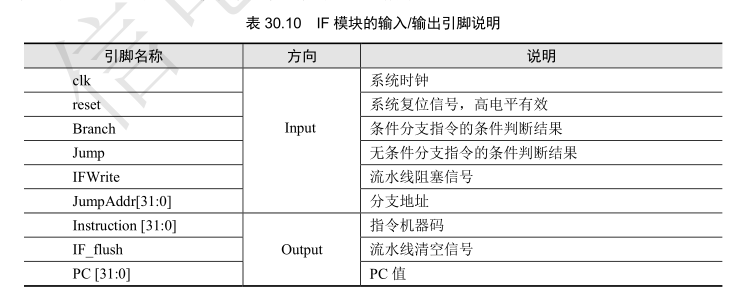 表 30.10 IF 模块的输入/输出引脚说明
引脚名称 方向 说明
clk Input 系统时钟
reset 系统复位信号，高电平有效
Branch 条件分支指令的条件判断结果
Jump 无条件分支指令的条件判断结果
IFWrite 流水线阻塞信号
JumpAddr[31:0] 分支地址
Instruction [31:0] Output 指令机器码
IF_flush 流水线清空信号
PC [31:0] PC 值